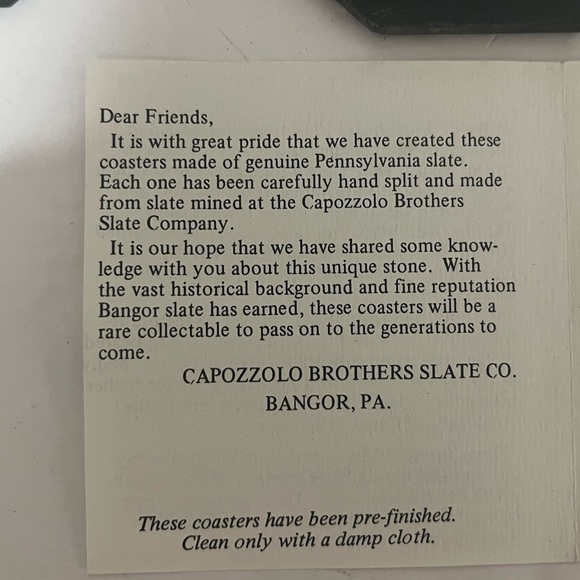 Dear Friends,
It is with great pride that we have created these
coasters made of genuine Pennsylvania slate.
Each one has been carefully hand split and made
from slate mined at the Capozzolo Brothers
Slate Company.
It is our hope that we have shared some know-
ledge with you about this unique stone. With
the vast historical background and fine reputation
Bangor slate has earned, these coasters will be a
rare collectable to pass on to the generations to
come.
CAPOZZOLO BROTHERS SLATE CO.
BANGOR, PA.
These coasters have been pre-finished.
Clean only with a damp cloth.